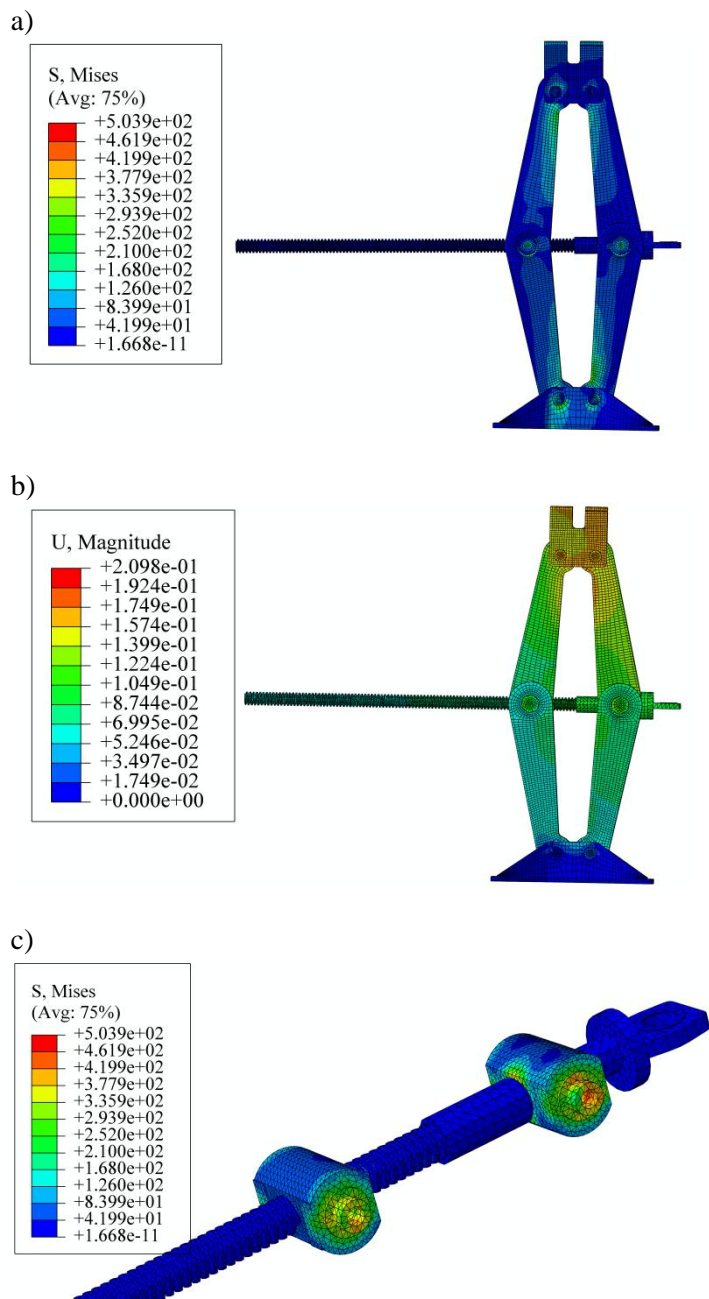 a)
S, Mises
(Avg: 75%)
+5.039e+02
+4.619e+02
+4.199e+02
+3.779e+02
+3.359e+02
+2.939e+02
+2.520e+02
+2.100e+02
+1.680e+02
+1.260e+02
+8.399e+01
+4.199e+01
+1.668e-11
b)
U, Magnitude
+2.098e-01
+1.924e-01
+1.749e-01
+1.574e-01
+1.399e-01
+1.224e-01
+1.049e-01
+8.744e-02
+6.995e-02
+5.246e-02
+3.497e-02
+1.749e-02
+0.000e+00
c)
S, Mises
(Avg: 75%)
+5.039e+02
+4.619e+02
+4.199e+02
+3.779e+02
+3.359e+02
+2.939e+02
+2.520e+02
+2.100e+02
+1.680e+02
+1.260e+02
+8.399e+01
+4.199e+01
+1.668e-11